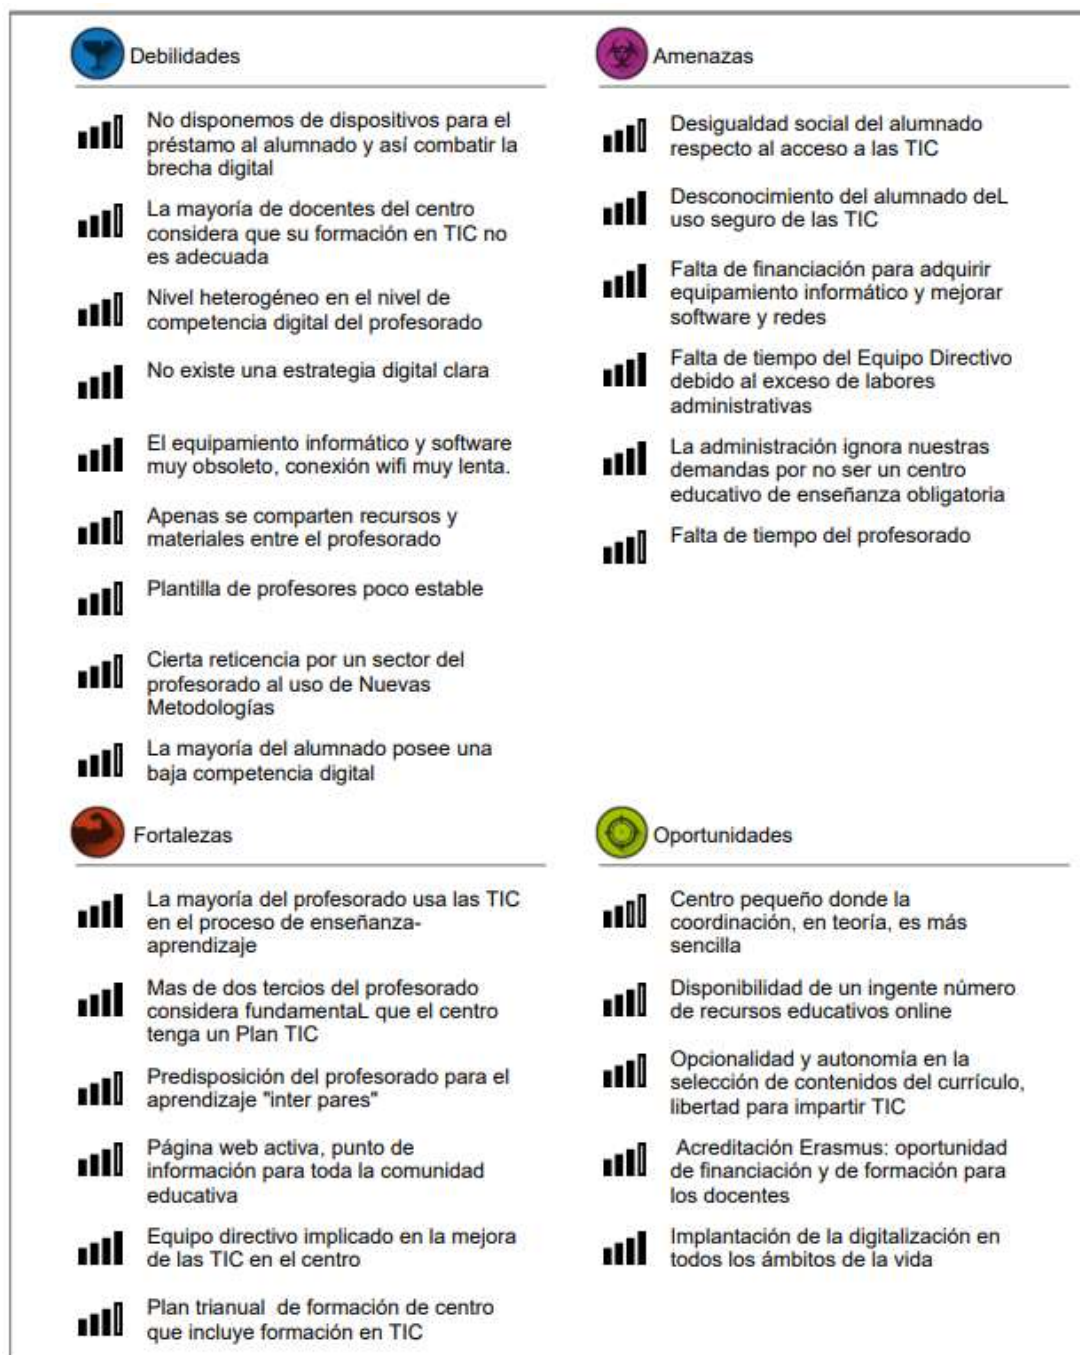 Debilidades
No disponemos de dispositivos para el
préstamo al alumnado y así combatir la
brecha digital
La mayoría de docentes del centro
considera que su formación en TIC no
es adecuada
Nivel heterogéneo en el nivel de
competencia digital del profesorado
No existe una estrategia digital clara
El equipamiento informático y software
muy obsoleto, conexión wifi muy lenta.
Apenas se comparten recursos y
materiales entre el profesorado
Plantilla de profesores poco estable
Cierta reticencia por un sector del
profesorado al uso de Nuevas
Metodologías
La mayoría del alumnado posee una
baja competencia digital
Amenazas
Desigualdad social del alumnado
respecto al acceso a las TIC
Desconocimiento del alumnado deL
uso seguro de las TIC
Falta de financiación para adquirir
equipamiento informático y mejorar
software y redes
Falta de tiempo del Equipo Directivo
debido al exceso de labores
administrativas
La administración ignora nuestras
demandas por no ser un centro
educativo de enseñanza obligatoria
Falta de tiempo del profesorado
Fortalezas
La mayoría del profesorado usa las TIC
en el proceso de enseñanza-
aprendizaje
Mas de dos tercios del profesorado
considera fundamentaL que el centro
tenga un Plan TIC
Predisposición del profesorado para el
aprendizaje "inter pares"
Página web activa, punto de
información para toda la comunidad
educativa
Equipo directivo implicado en la mejora
de las TIC en el centro
Plan trianual de formación de centro
que incluye formación en TIC
Oportunidades
Centro pequeño donde la
coordinación, en teoría, es más
sencilla
Disponibilidad de un ingente número
de recursos educativos online
Opcionalidad y autonomía en la
selección de contenidos del currículo,
libertad para impartir TIC
Acreditación Erasmus: oportunidad
de financiación y de formación para
los docentes
Implantación de la digitalización en
todos los ámbitos de la vida